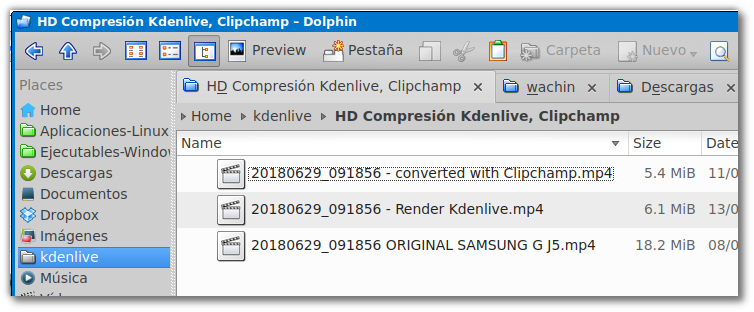 HD Compresión Kdenlive, Clipchamp – Dolphin
Preview Pestaña Carpeta Nuevo
Places
Home
Aplicaciones-Linux
Ejecutables-Window
Descargas
Documentos
Dropbox
Imágenes
kdenlive
Música
HD Compresión Kdenlive, Clipchamp wachin Descargas
Home kdenlive HD Compresión Kdenlive, Clipchamp
Name Size Date
20180629_091856 - converted with Clipchamp.mp4 5.4 MiB 11/0
20180629_091856 - Render Kdenlive.mp4 6.1 MiB 13/0
20180629_091856 ORIGINAL SAMSUNG G J5.mp4 18.2 MiB 08/0